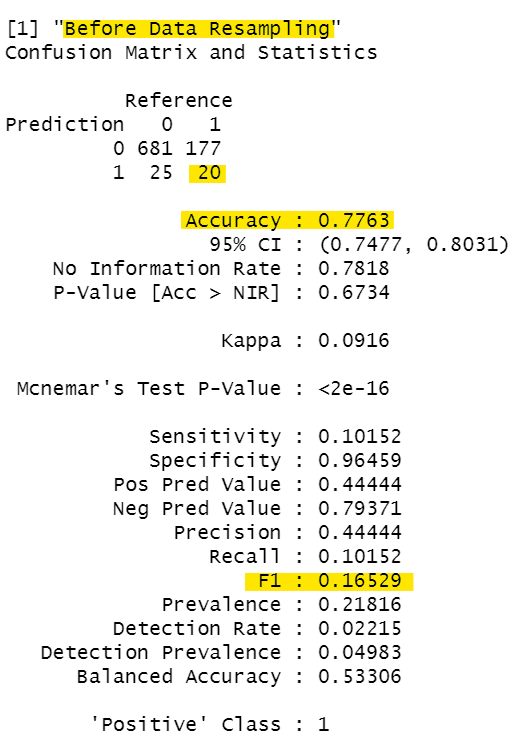 [1] "Before Data Resampling"
Confusion Matrix and Statistics
Reference
Prediction 0 1
0 681 177
1 25 20
Accuracy : 0.7763
95% CI : (0.7477, 0.8031)
No Information Rate : 0.7818
P-Value [Acc > NIR] : 0.6734
Kappa : 0.0916
Mcnemar's Test P-Value : <2e-16
Sensitivity : 0.10152
Specificity : 0.96459
Pos Pred Value : 0.44444
Neg Pred Value : 0.79371
Precision : 0.44444
Recall : 0.10152
F1 : 0.16529
Prevalence : 0.21816
Detection Rate : 0.02215
Detection Prevalence : 0.04983
Balanced Accuracy : 0.53306
'Positive' Class : 1